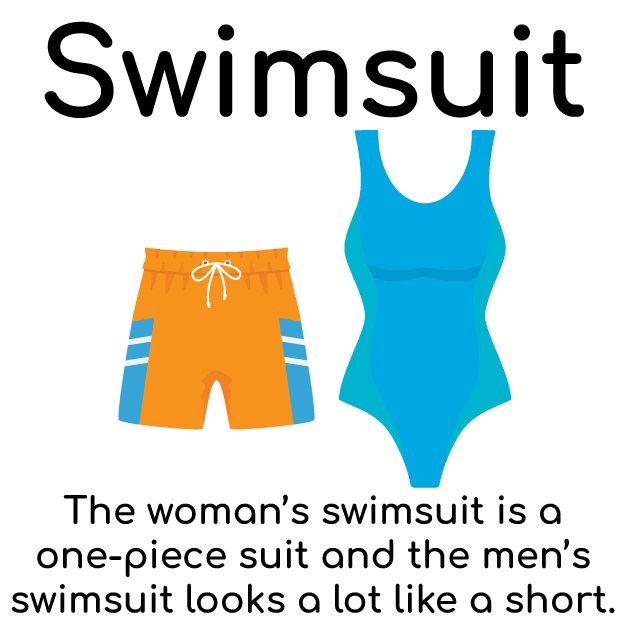 Swimsuit
The woman’s swimsuit is a
one-piece suit and the men’s
swimsuit looks a lot like a short.